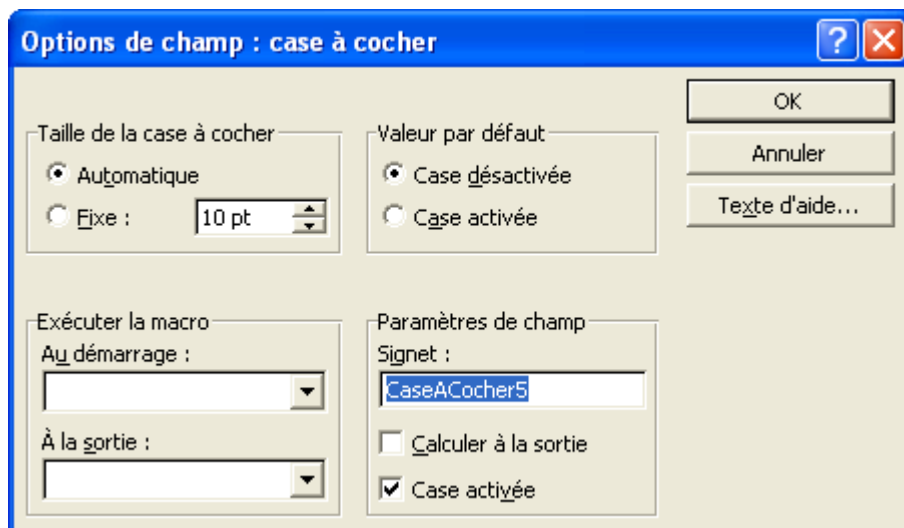 Options de champ : case à cocher
OK
Annuler
Texte d'aide...
Taille de la case à cocher
Automatique
Fixe :
10 pt
Valeur par défaut
Case désactivée
Case activée
Exécuter la macro
Au démarrage :
À la sortie :
Paramètres de champ
Signet :
CaseACocher5
Calculer à la sortie
Case activée